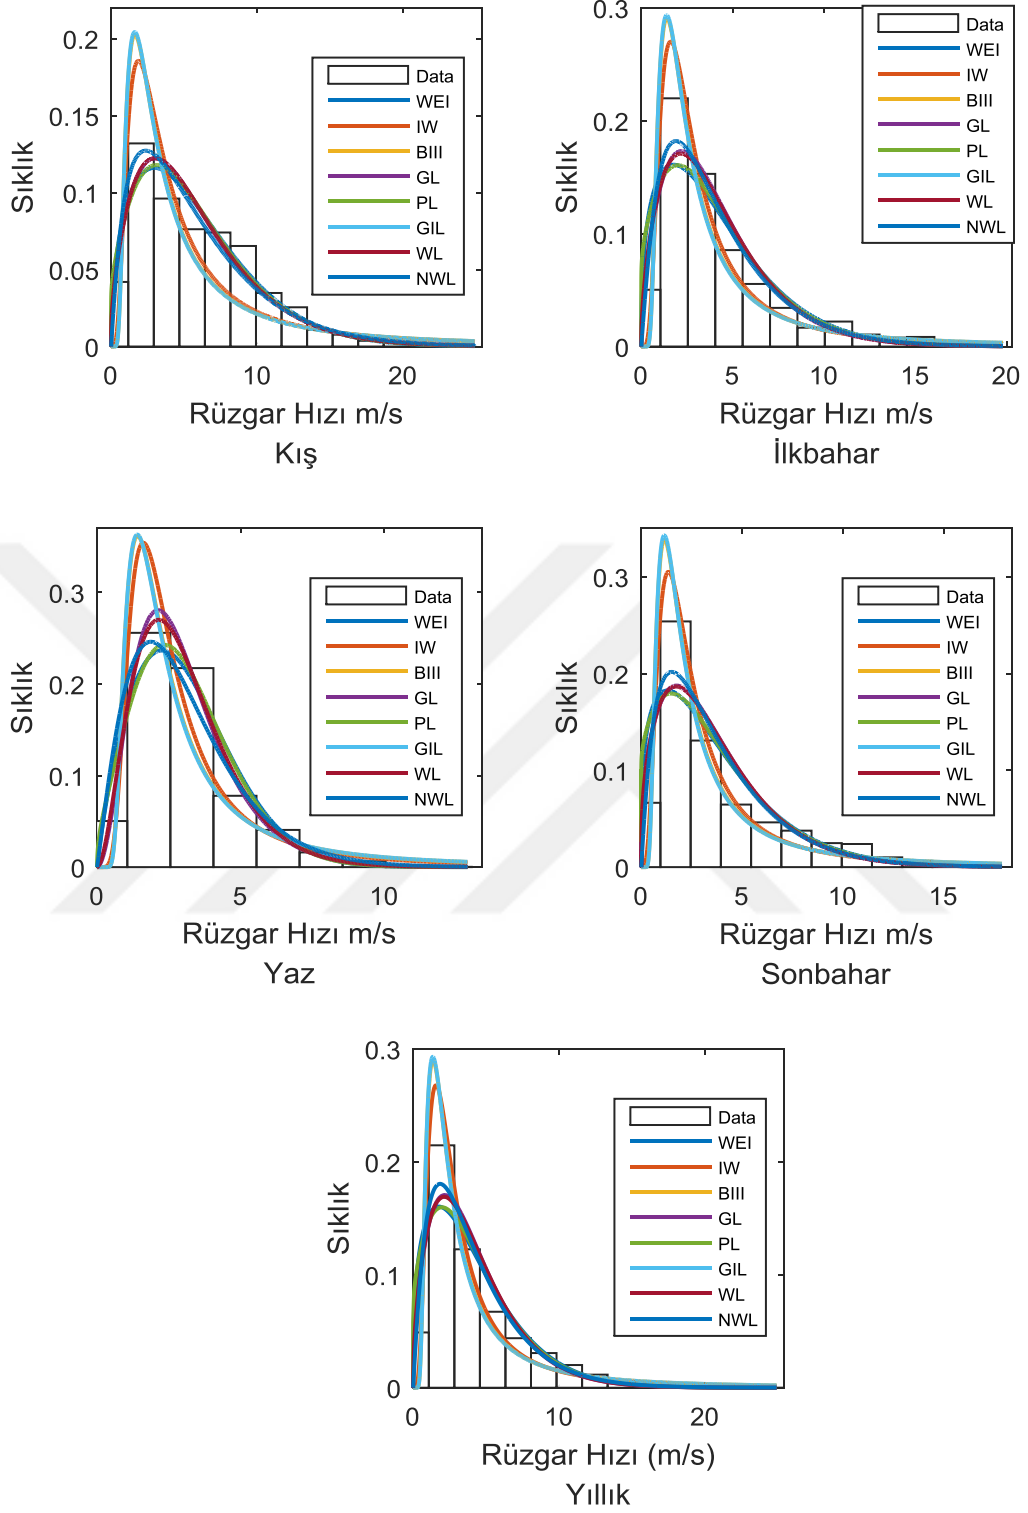 0.2
0.15
0.1
0.05
0
0
10
20
Sıklık
Rüzgar Hızı m/s
Kış
Data
WEI
IW
BIII
GL
PL
GIL
WL
NWL
0.3
0.2
0.1
0
0
5
10
15
20
Sıklık
Rüzgar Hızı m/s
İlkbahar
Data
WEI
IW
BIII
GL
PL
GIL
WL
NWL
0.3
0.2
0.1
0
0
5
10
Sıklık
Rüzgar Hızı m/s
Yaz
Data
WEI
IW
BIII
GL
PL
GIL
WL
NWL
0.3
0.2
0.1
0
0
5
10
15
Sıklık
Rüzgar Hızı m/s
Sonbahar
Data
WEI
IW
BIII
GL
PL
GIL
WL
NWL
0.3
0.2
0.1
0
0
10
20
Sıklık
Rüzgar Hızı (m/s)
Yıllık
Data
WEI
IW
BIII
GL
PL
GIL
WL
NWL